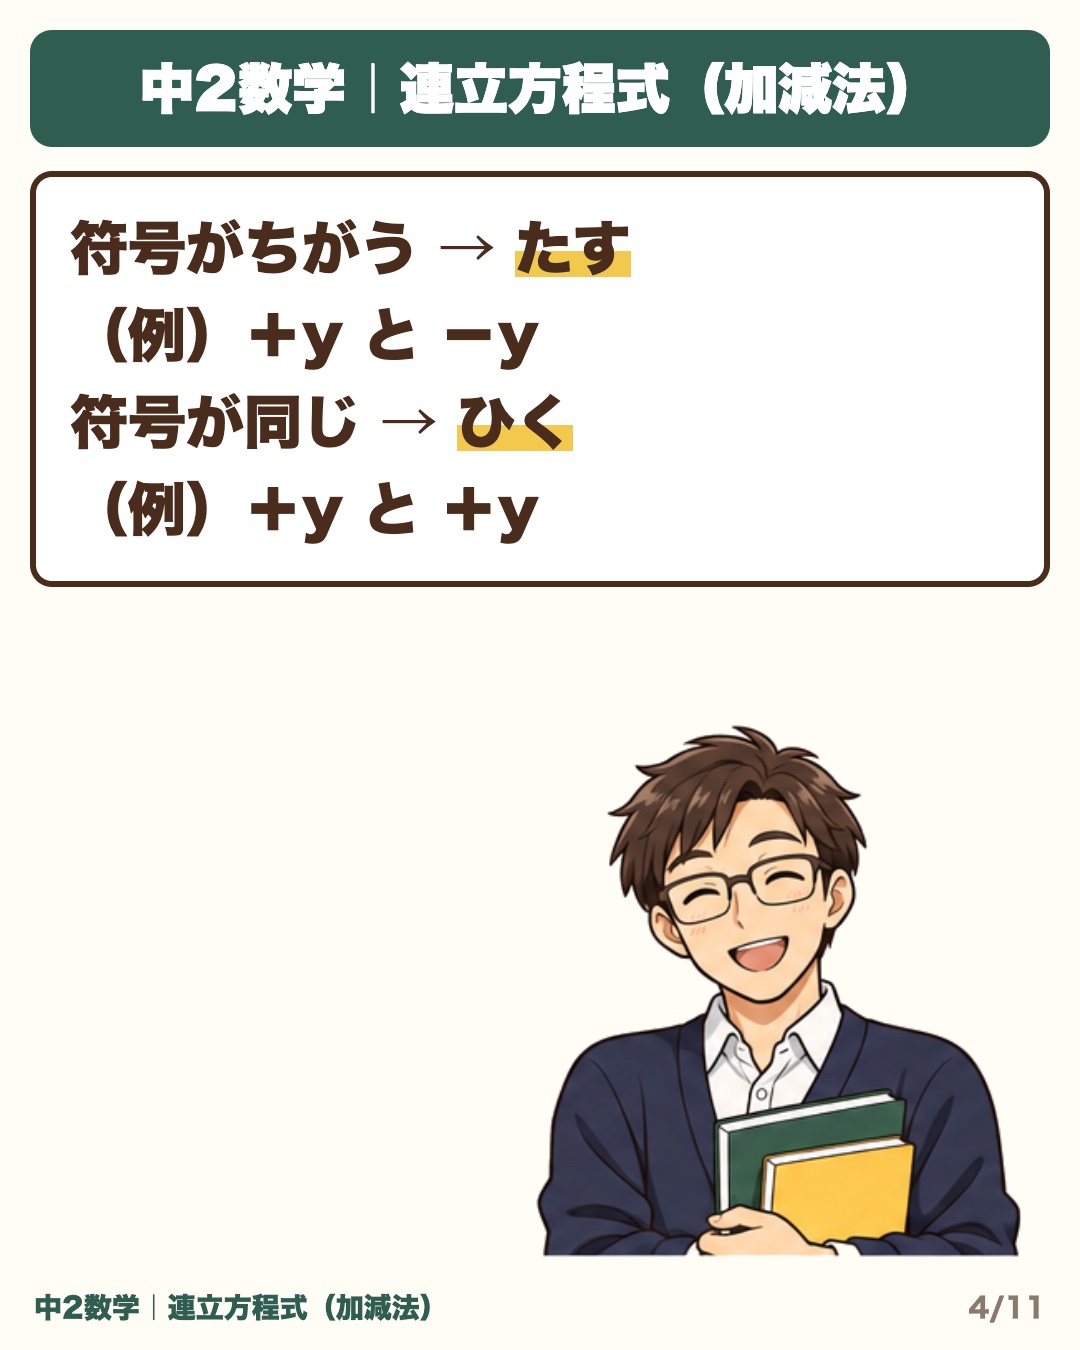 中2数学｜連立方程式（加減法）
符号がちがう → たす
（例）＋y と −y
符号が同じ → ひく
（例）＋y と ＋y
中2数学｜連立方程式（加減法）
4/11